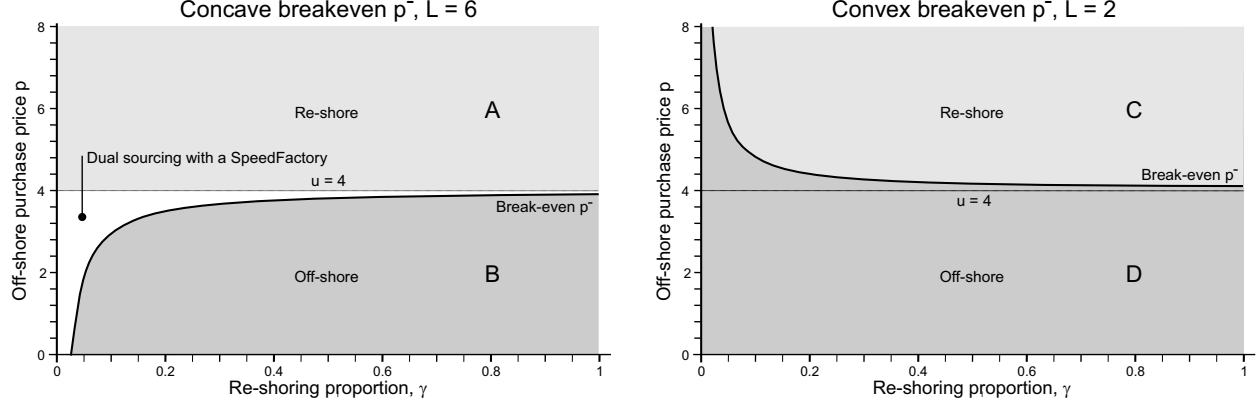 Concave breakeven p⁻, L = 6
Off-shore purchase price p
8
6
4
2
0
Re-shore
A
Dual sourcing with a SpeedFactory
u = 4
Break-even p⁻
Off-shore
B
0
0.2
0.4
0.6
0.8
1
Re-shoring proportion, γ
Convex breakeven p⁻, L = 2
Off-shore purchase price p
8
6
4
2
0
Re-shore
C
Break-even p⁻
u = 4
Off-shore
D
0
0.2
0.4
0.6
0.8
1
Re-shoring proportion, γ